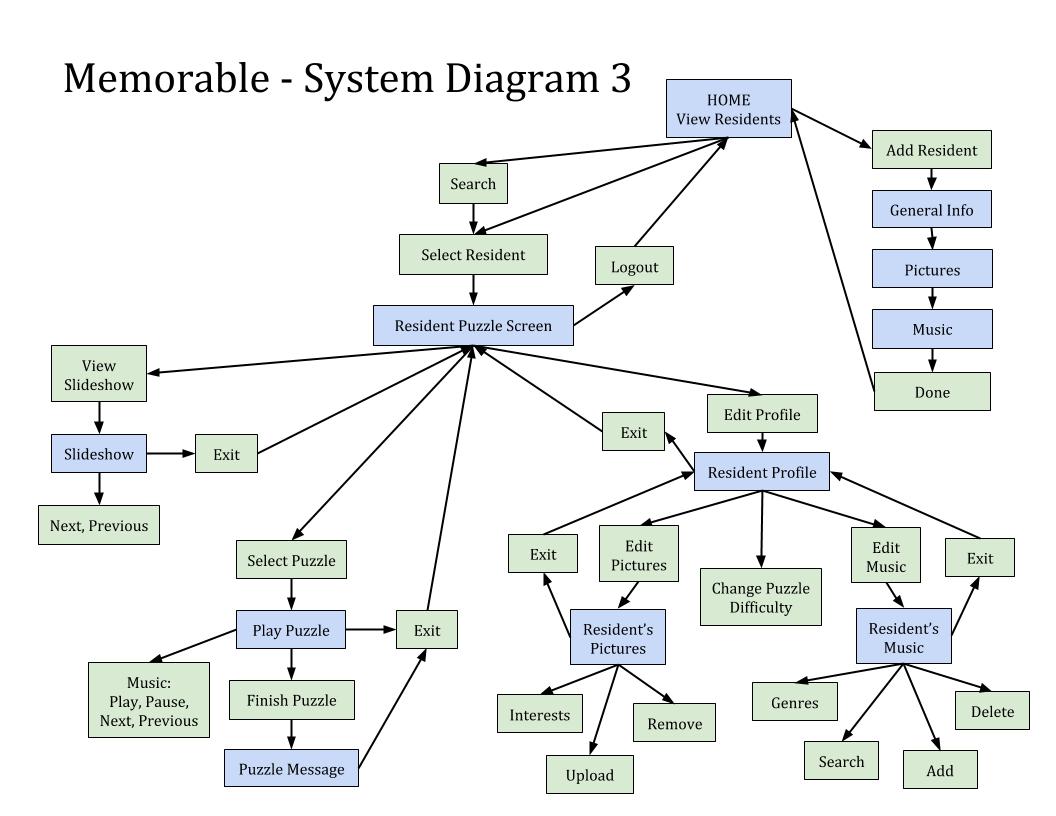 Memorable - System Diagram 3
HOME
View Residents
Add Resident
Search
General Info
Select Resident
Logout
Pictures
Resident Puzzle Screen
Music
View
Slideshow
Done
Edit Profile
Exit
Slideshow
Exit
Resident Profile
Next, Previous
Select Puzzle
Exit
Edit
Pictures
Change Puzzle
Difficulty
Edit
Music
Exit
Play Puzzle
Exit
Resident's
Pictures
Resident's
Music
Music:
Play, Pause,
Next, Previous
Finish Puzzle
Interests
Remove
Genres
Delete
Puzzle Message
Upload
Search
Add